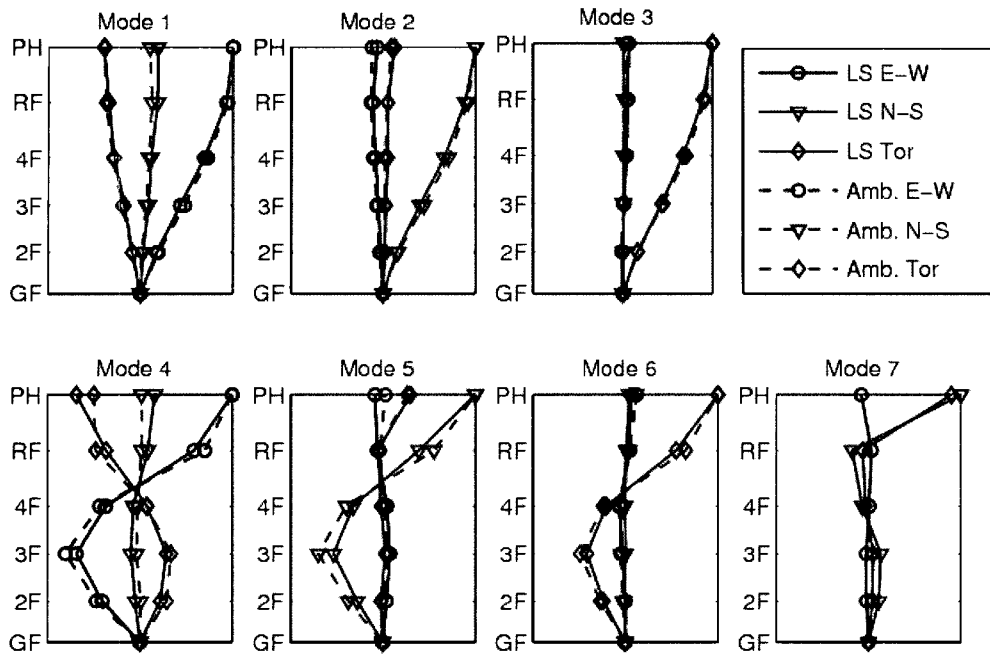 Mode 1
Mode 2
Mode 3
PH
RF
4F
3F
2F
GF
PH
RF
4F
3F
2F
GF
PH
RF
4F
3F
2F
GF
LS E-W
LS N-S
LS Tor
Amb. E-W
Amb. N-S
Amb. Tor
Mode 4
Mode 5
Mode 6
Mode 7
PH
RF
4F
3F
2F
GF
PH
RF
4F
3F
2F
GF
PH
RF
4F
3F
2F
GF
PH
RF
4F
3F
2F
GF